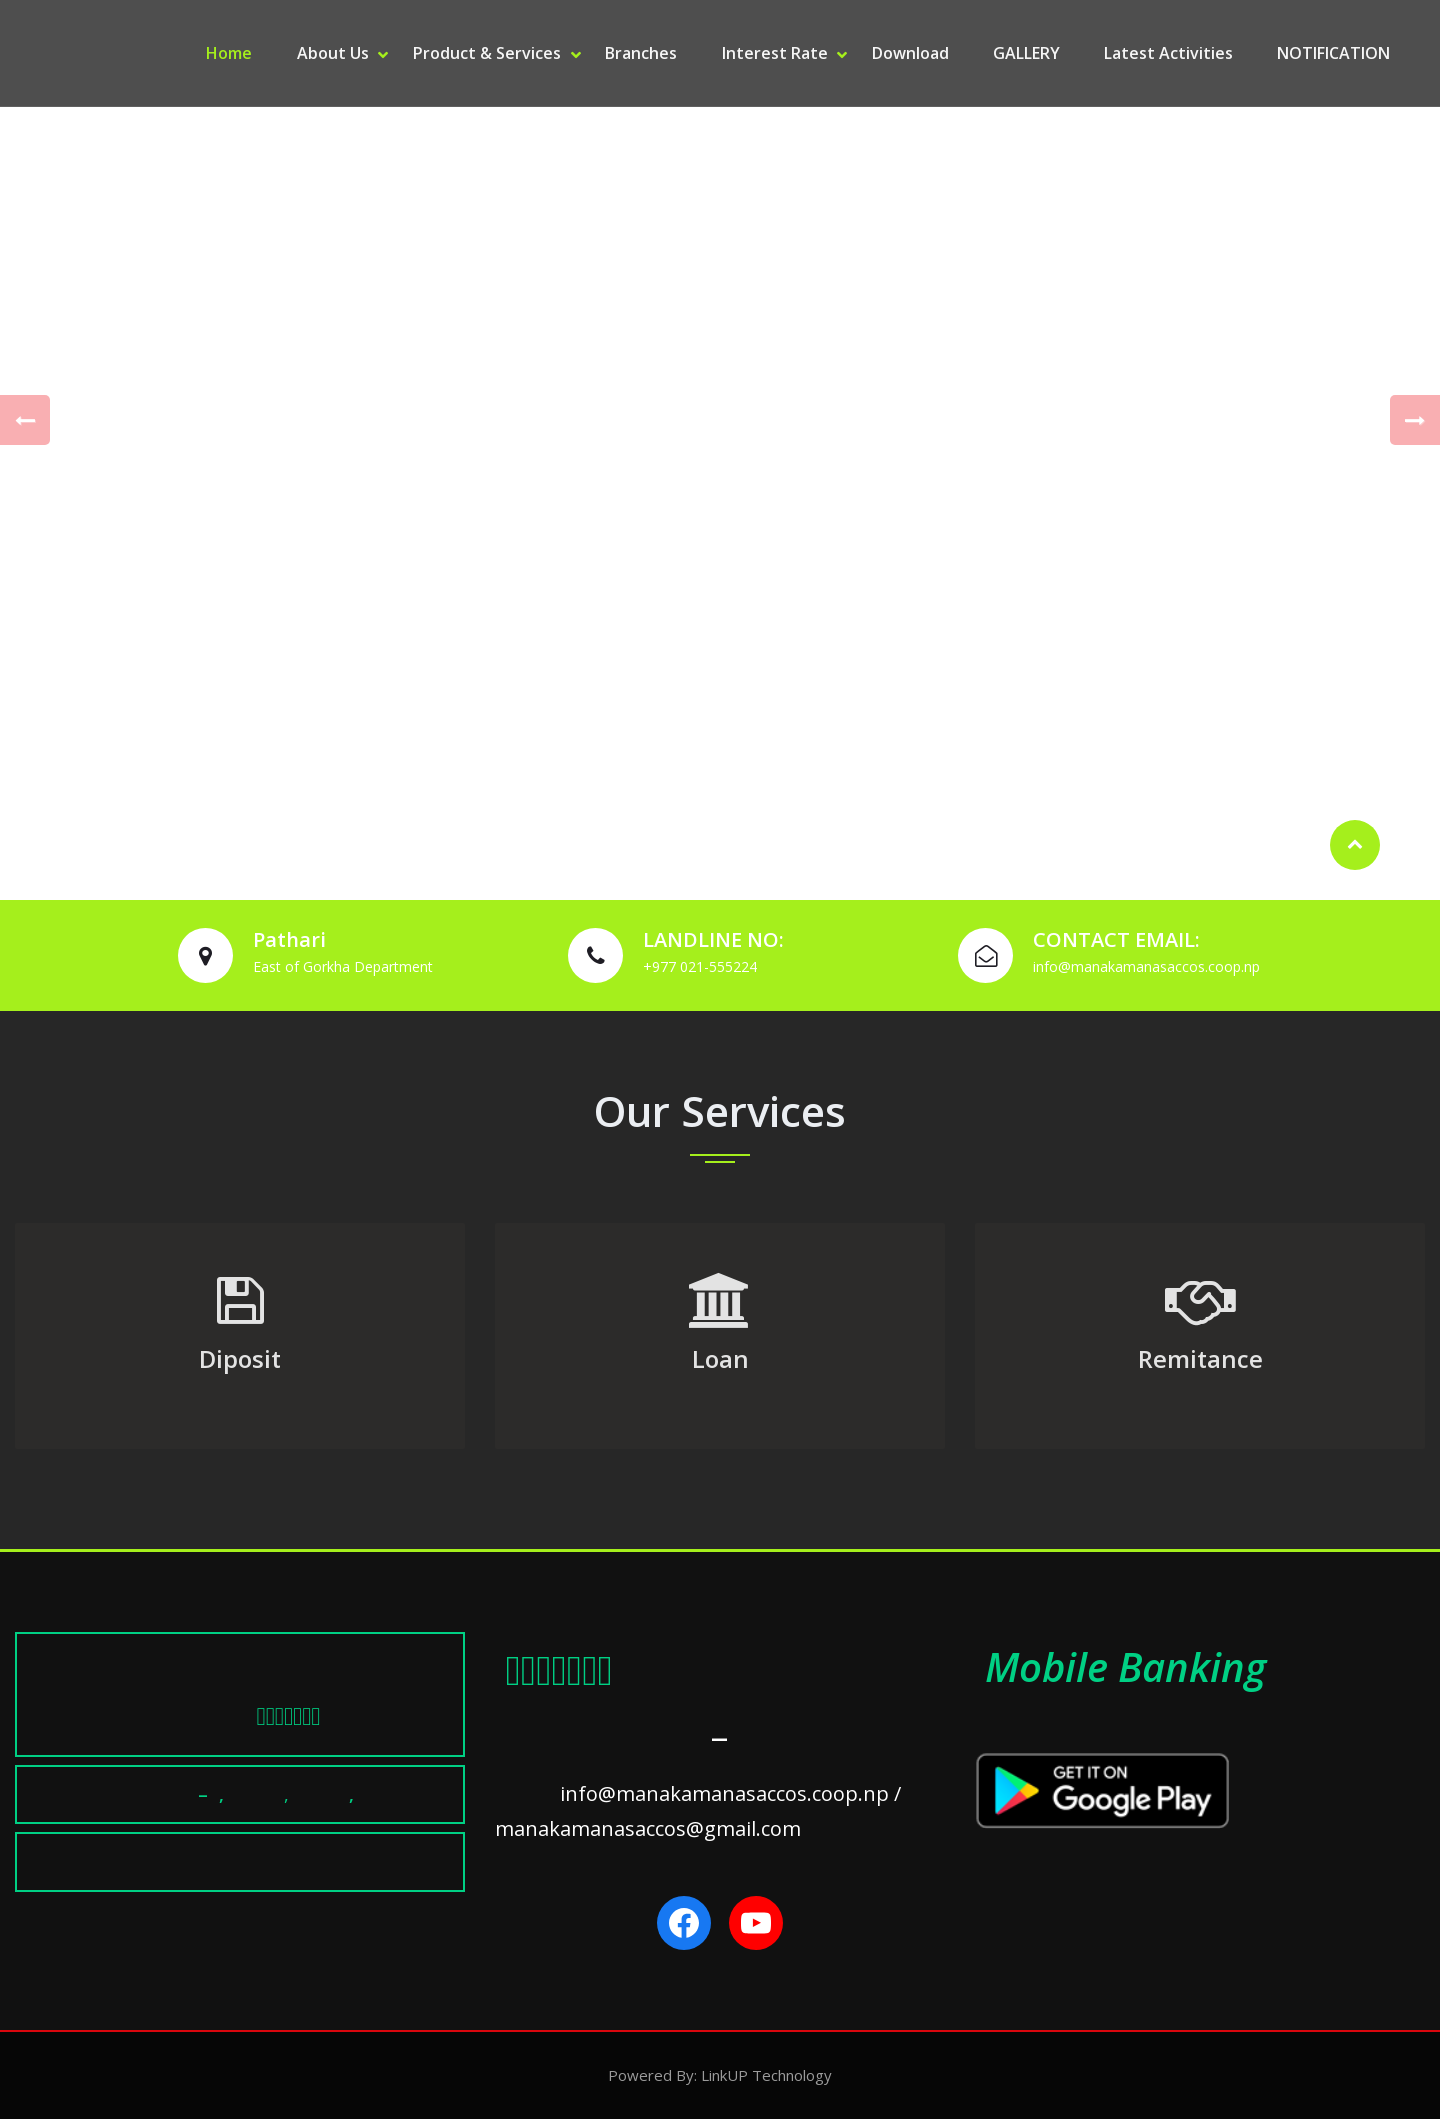 Home About Us Product & Services Branches Interest Rate Download GALLERY Latest Activities NOTIFICATION
Pathari
East of Gorkha Department
LANDLINE NO:
+977 021-555224
CONTACT EMAIL:
info@manakamanasaccos.coop.np
Our Services
Diposit
Loan
Remitance
– , , ,
–
info@manakamanasaccos.coop.np /
manakamanasaccos@gmail.com
Mobile Banking
GET IT ON
Google Play
Powered By: LinkUP Technology